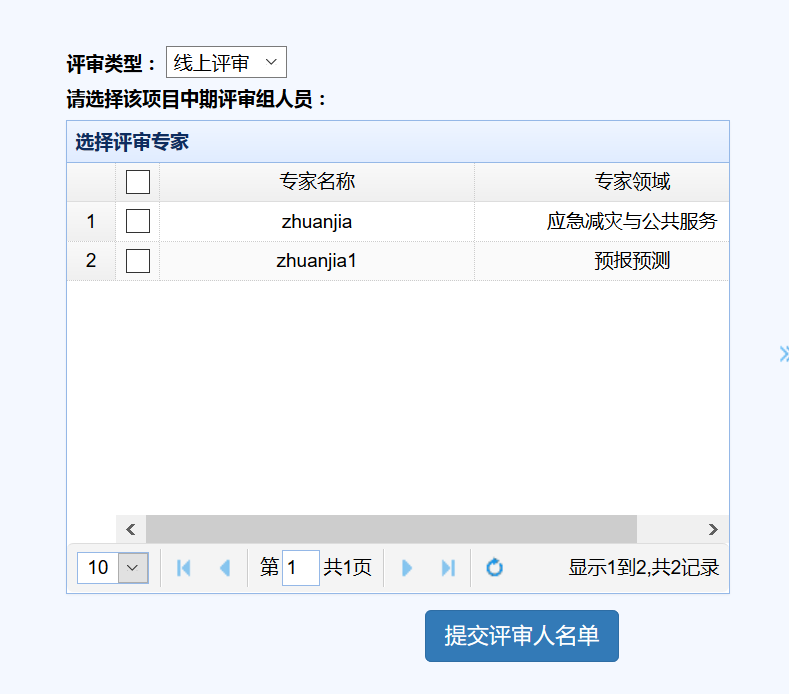 评审类型： 线上评审
请选择该项目中期评审组人员：
选择评审专家
专家名称 专家领域
1 zhuanjia 应急减灾与公共服务
2 zhuanjia1 预报预测
10 第 1 共1页 显示1到2,共2记录
提交评审人名单